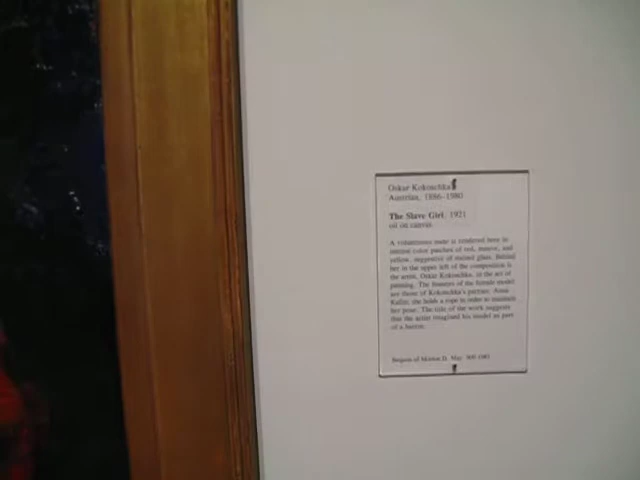 Oskar Kokoschka
Austrian, 1886–1980
The Slave Girl, 1921
oil on canvas
A voluptuous nude is rendered here in
intense color patches of red, mauve, and
yellow, suggestive of stained glass. Behind
her in the upper left of the composition is
the artist, Oskar Kokoschka, in the act of
painting. The features of the female model
are those of Kokoschka's partner, Anna
Kallin; she holds a rope in order to maintain
her pose. The title of the work suggests
that the artist imagined his model as part
of a harem.
Bequest of Morton D. May 909:1983